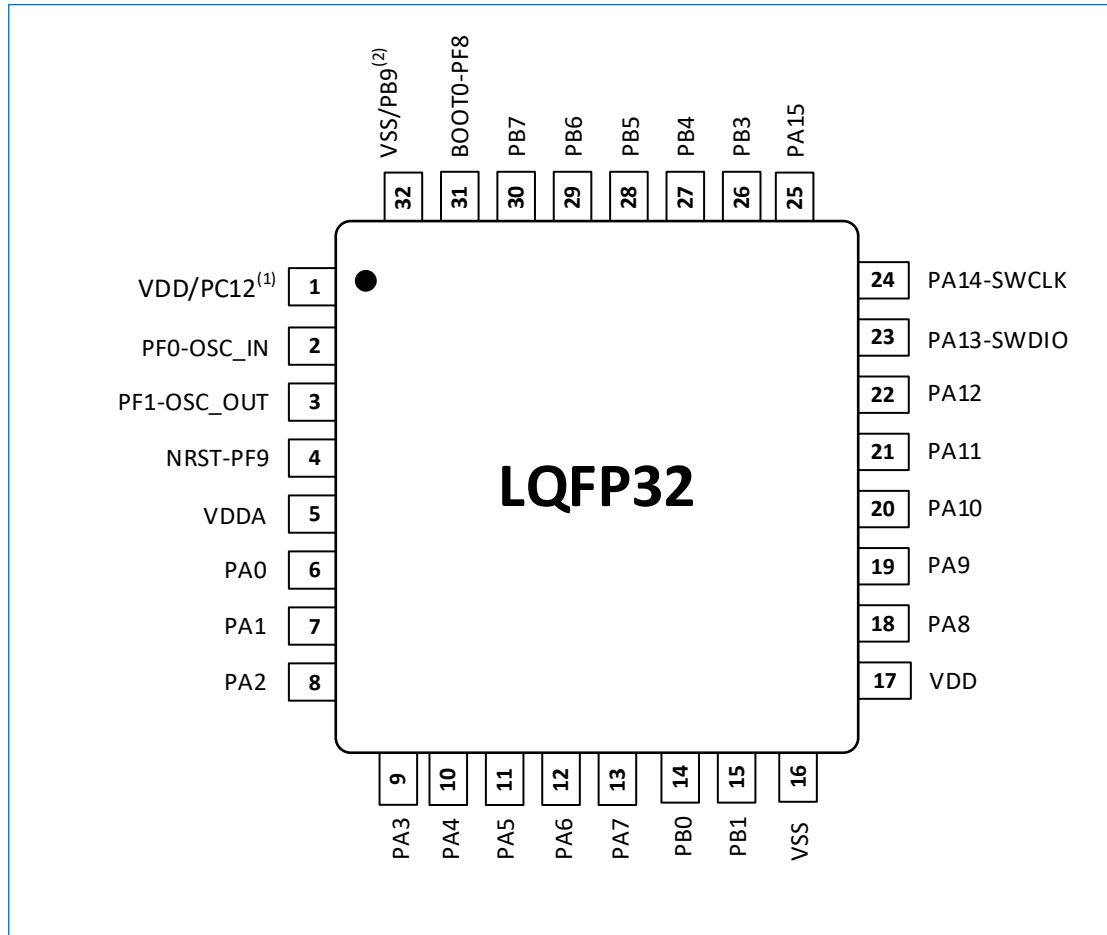 VSS/PB9(2)
BOOT0-PF8
PB7
PB6
PB5
PB4
PB3
PA15
32
31
30
29
28
27
26
25
VDD/PC12(1) 1
PF0-OSC_IN 2
PF1-OSC_OUT 3
NRST-PF9 4
VDDA 5
PA0 6
PA1 7
PA2 8
LQFP32
24 PA14-SWCLK
23 PA13-SWDIO
22 PA12
21 PA11
20 PA10
19 PA9
18 PA8
17 VDD
9
10
11
12
13
14
15
16
PA3
PA4
PA5
PA6
PA7
PB0
PB1
VSS